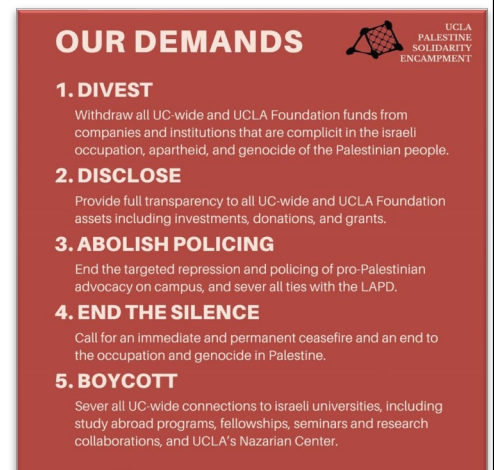 OUR DEMANDS
UCLA
PALESTINE
SOLIDARITY
ENCAMPMENT
1. DIVEST
Withdraw all UC-wide and UCLA Foundation funds from
companies and institutions that are complicit in the israeli
occupation, apartheid, and genocide of the Palestinian people.
2. DISCLOSE
Provide full transparency to all UC-wide and UCLA Foundation
assets including investments, donations, and grants.
3. ABOLISH POLICING
End the targeted repression and policing of pro-Palestinian
advocacy on campus, and sever all ties with the LAPD.
4. END THE SILENCE
Call for an immediate and permanent ceasefire and an end to
the occupation and genocide in Palestine.
5. BOYCOTT
Sever all UC-wide connections to israeli universities, including
study abroad programs, fellowships, seminars and research
collaborations, and UCLA's Nazarian Center.